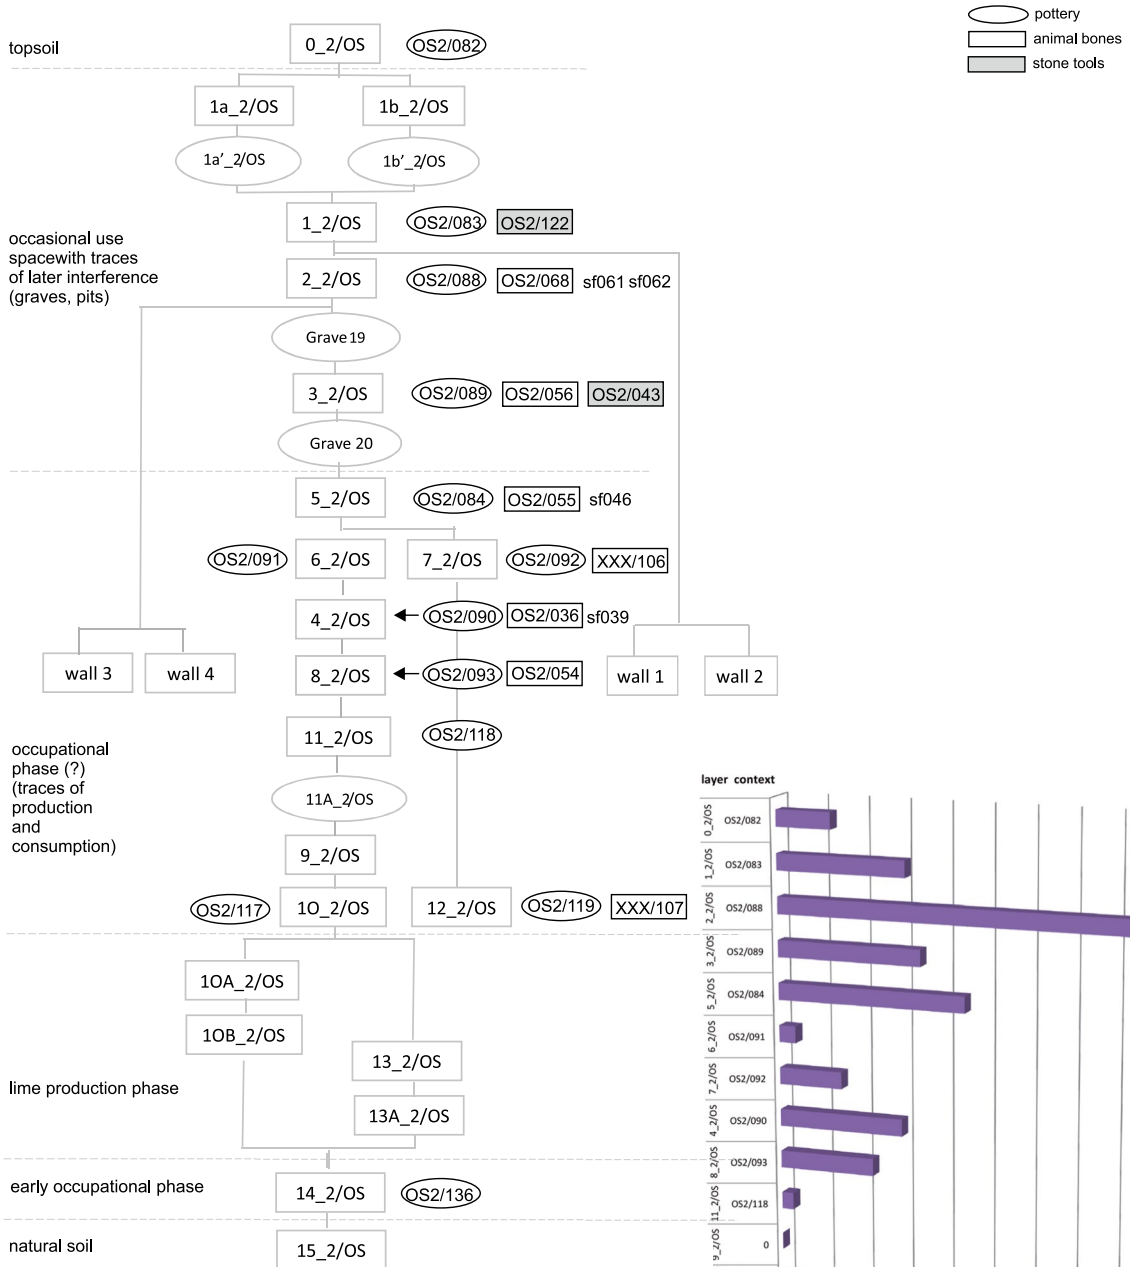 pottery
animal bones
stone tools
topsoil
0_2/OS OS2/082
1a_2/OS 1b_2/OS
1a'_2/OS 1b'_2/OS
1_2/OS OS2/083 OS2/122
occasional use
spacewith traces
of later interference
(graves, pits)
2_2/OS OS2/088 OS2/068 sf061 sf062
Grave 19
3_2/OS OS2/089 OS2/056 OS2/043
Grave 20
5_2/OS OS2/084 OS2/055 sf046
OS2/091 6_2/OS 7_2/OS OS2/092 XXX/106
4_2/OS OS2/090 OS2/036 sf039
wall 3 wall 4 8_2/OS OS2/093 OS2/054 wall 1 wall 2
11_2/OS OS2/118
occupational
phase (?)
(traces of
production
and
consumption)
11A_2/OS
9_2/OS
OS2/117 1O_2/OS 12_2/OS OS2/119 XXX/107
1OA_2/OS
1OB_2/OS
13_2/OS
lime production phase
13A_2/OS
early occupational phase
14_2/OS OS2/136
natural soil
15_2/OS
layer context
0_2/OS OS2/082
1_2/OS OS2/083
2_2/OS OS2/088
3_2/OS OS2/089
5_2/OS OS2/084
6_2/OS OS2/091
7_2/OS OS2/092
4_2/OS OS2/090
8_2/OS OS2/093
11_2/OS OS2/118
9_2/OS 0